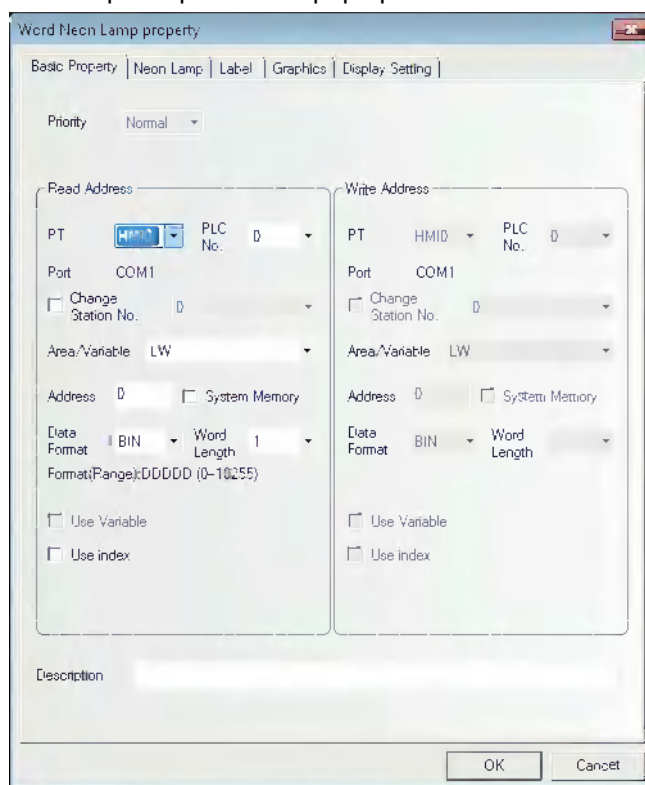 Word Neon Lamp property
Basic Property Neon Lamp Label Graphics Display Setting
Priority Normal
Read Address
PT HMI0 PLC No. 0
Port COM1
Change Station No. 0
Area/Variable LW
Address 0 System Memory
Data Format BIN Word Length 1
Format(Range):DDDDD (0--10255)
Use Variable
Use index
Write Address
PT HMI0 PLC No. 0
Port COM1
Change Station No. 0
Area/Variable LW
Address 0 System Memory
Data Format BIN Word Length
Use Variable
Use index
Description
OK Cancel